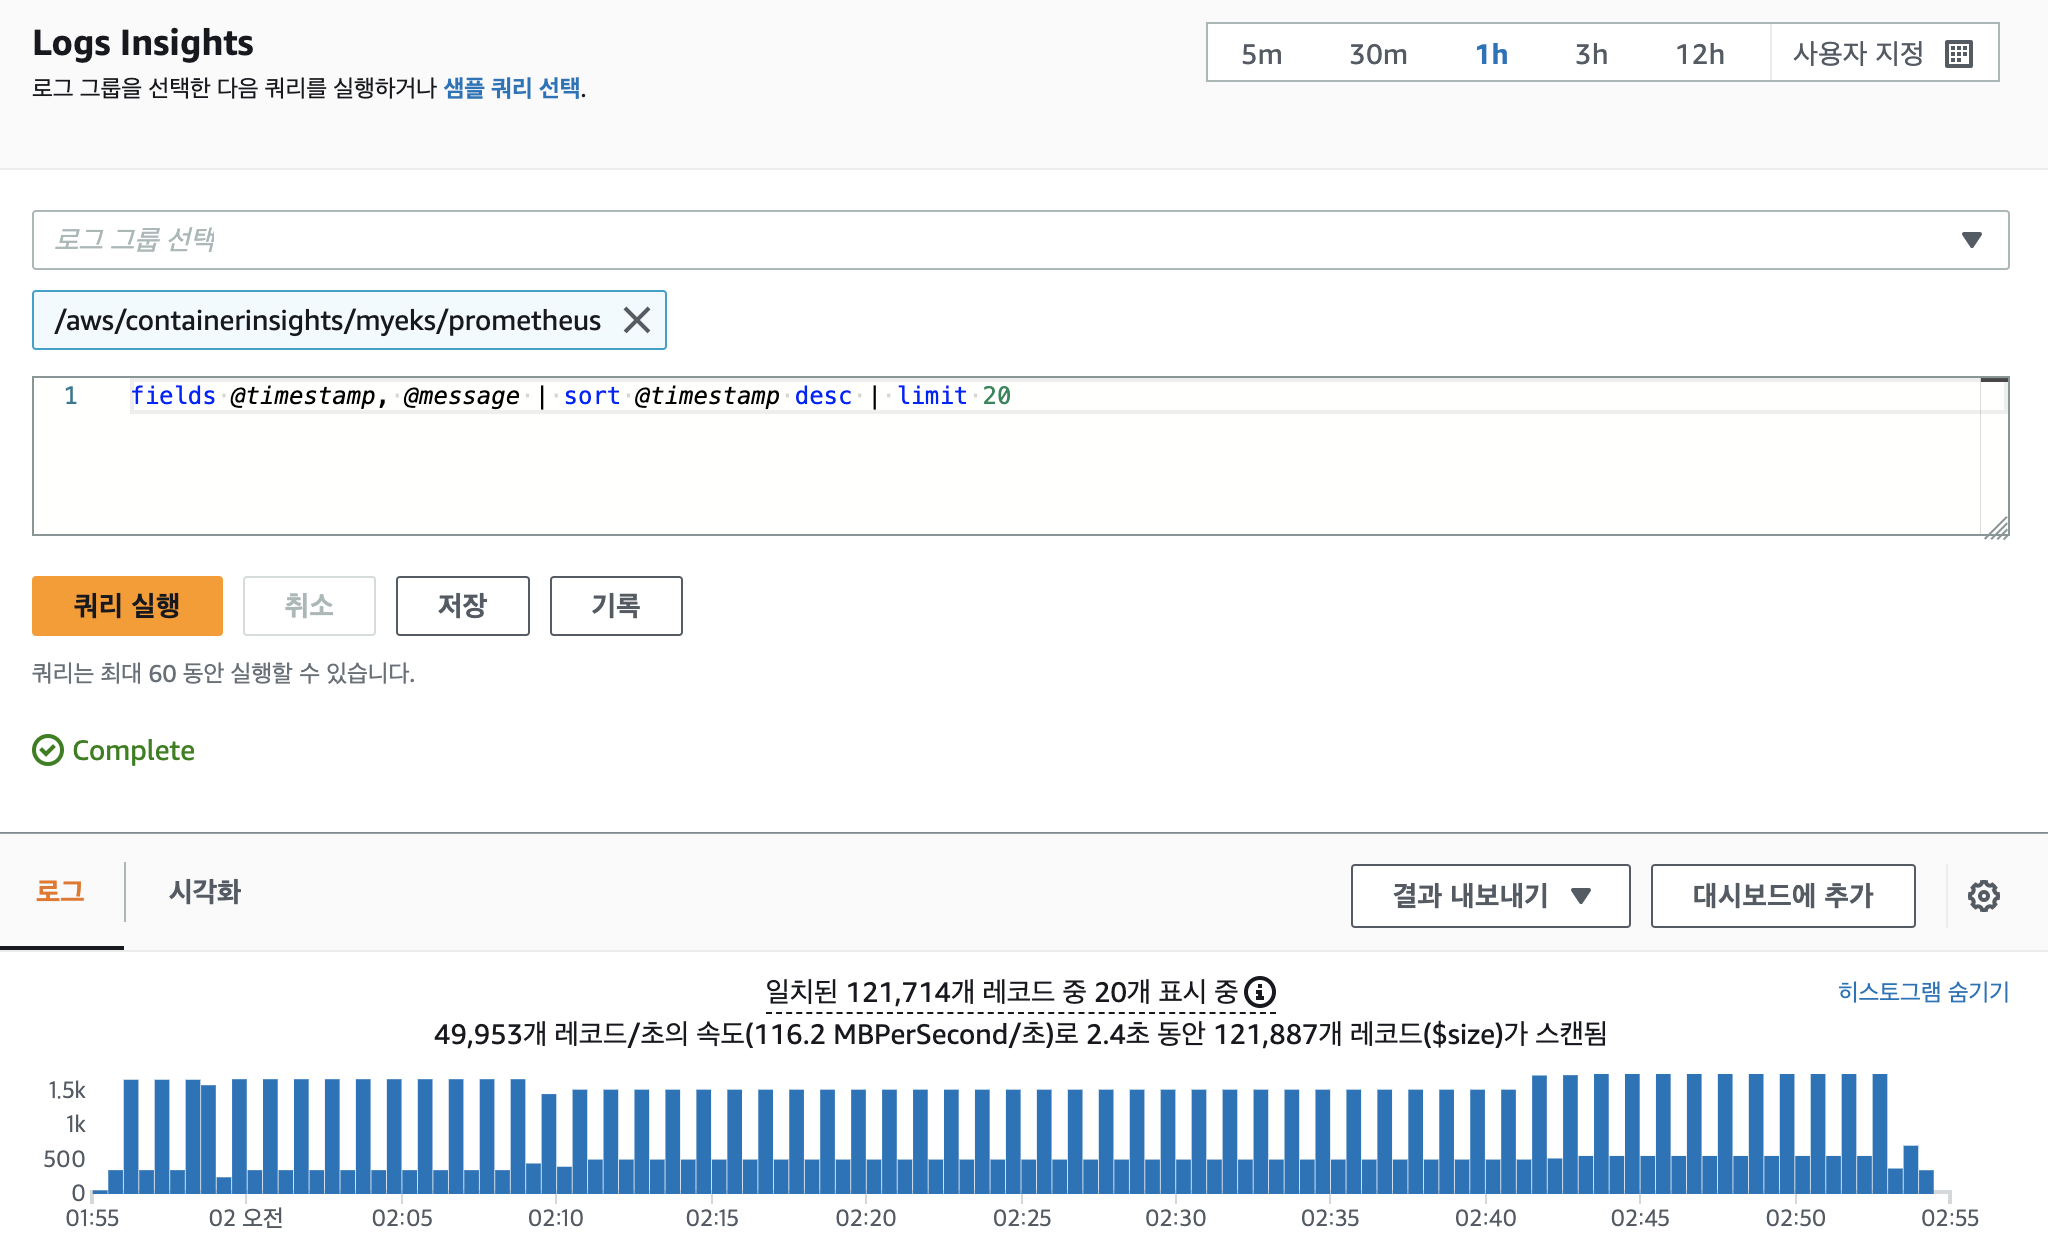 Logs Insights
로그 그룹을 선택한 다음 쿼리를 실행하거나 샘플 쿼리 선택.
5m 30m 1h 3h 12h 사용자 지정
로그 그룹 선택
/aws/containerinsights/myeks/prometheus
1 fields @timestamp, @message | sort @timestamp desc | limit 20
쿼리 실행 취소 저장 기록
쿼리는 최대 60 동안 실행할 수 있습니다.
Complete
로그 시각화 결과 내보내기 대시보드에 추가
일치된 121,714개 레코드 중 20개 표시 중
히스토그램 숨기기
49,953개 레코드/초의 속도(116.2 MBPerSecond/초)로 2.4초 동안 121,887개 레코드($size)가 스캔됨
1.5k
1k
500
0
01:55 02 오전 02:05 02:10 02:15 02:20 02:25 02:30 02:35 02:40 02:45 02:50 02:55